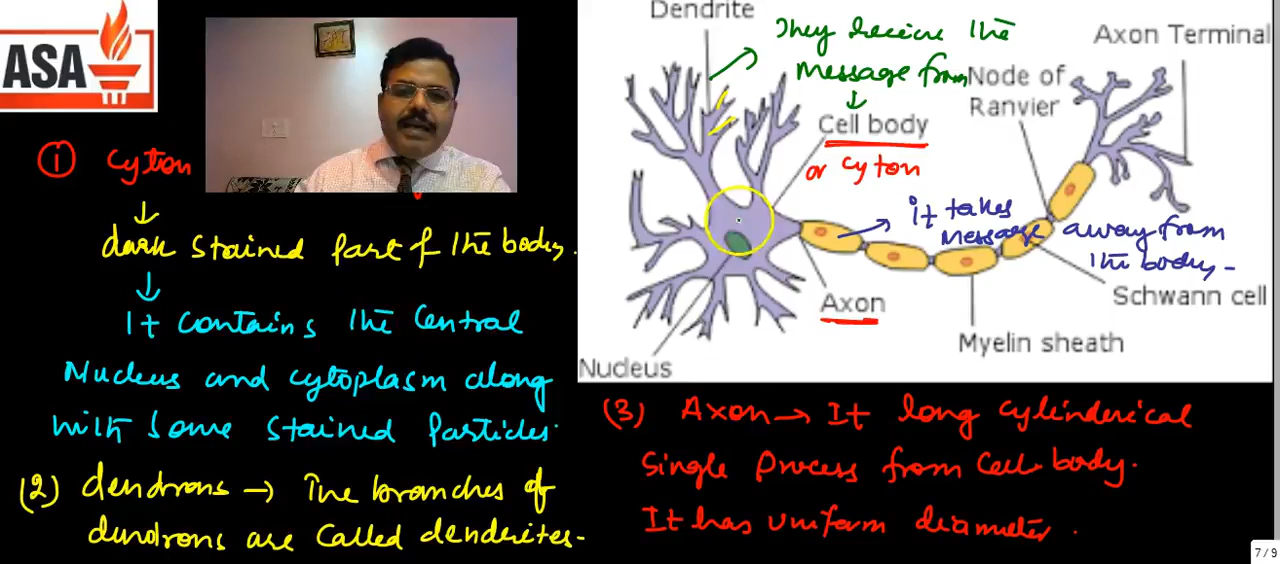 ASA
(1) Cyton
dark stained part of the body.
It contains the Central
Nucleus and cytoplasm along
with Some stained Particles.
(2) dendrons → The branches of
dendrons are called denderites-
Dendrite
They receive the
Message from
Cell body
or Cyton
Node of
Ranvier
Axon Terminal
it takes
Message away from
the body-
Axon
Schwann cell
Myelin sheath
Nucleus
(3) Axon → It long cylinderical
Single Process from Cell body.
It has uniform diameter.
7 / 9